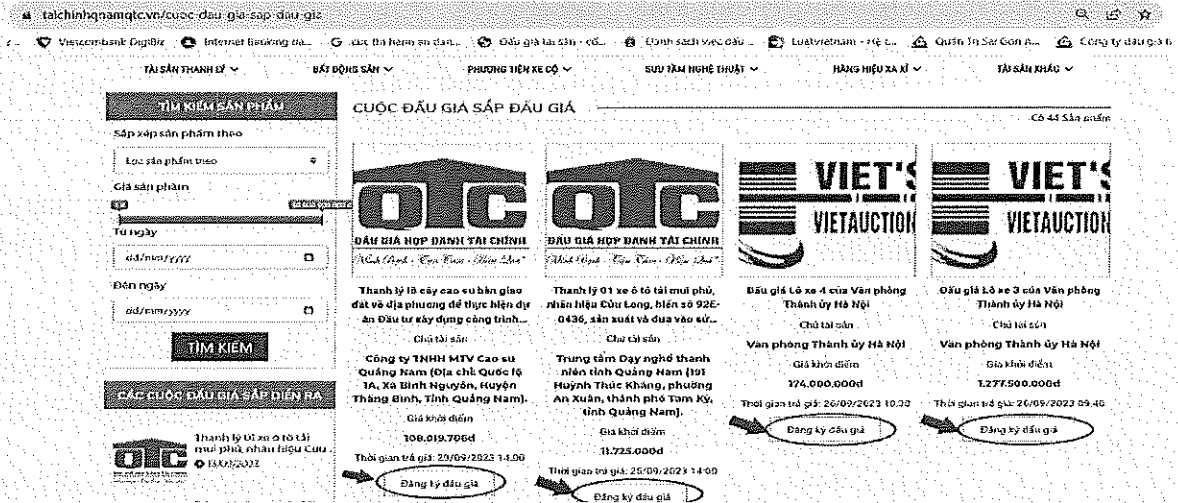 taichinhqnamqtc.vn/cuoc-dau-gia-sap-dau-gia
Vietcombank DigiBiz
Internet Banking
Đấu giá tài sản
TÀI SẢN THANH LÝ
BẤT ĐỘNG SẢN
PHƯƠNG TIỆN XE CỘ
SƯU TẦM NGHỆ THUẬT
HÀNG HIỆU XA XỈ
TÀI SẢN KHÁC
TÌM KIẾM SẢN PHẨM
Sắp xếp sản phẩm theo
Lọc sản phẩm theo
Giá sản phẩm
Từ ngày
dd/mm/yyyy
Đến ngày
dd/mm/yyyy
TÌM KIẾM
CÁC CUỘC ĐẤU GIÁ SẮP DIỄN RA
Thanh lý 01 xe ô tô tải
mui phủ, nhãn hiệu Cửu
CUỘC ĐẤU GIÁ SẮP ĐẤU GIÁ
Có 44 Sản phẩm
QTC
ĐẤU GIÁ HỢP DANH TÀI CHÍNH
Thanh lý lô cây cao su bàn giao
đất về địa phương để thực hiện dự
án Đầu tư xây dựng công trình...
Chủ tài sản
Công ty TNHH MTV Cao su
Quảng Nam (Địa chỉ: Quốc lộ
1A, Xã Bình Nguyên, Huyện
Thăng Bình, Tỉnh Quảng Nam).
Giá khởi điểm
108.019.706đ
Thời gian trả giá: 29/09/2023 14:00
Đăng ký đấu giá
QTC
ĐẤU GIÁ HỢP DANH TÀI CHÍNH
Thanh lý 01 xe ô tô tải mui phủ,
nhãn hiệu Cửu Long, biển số 92E-
0436, sản xuất và đưa vào sử...
Chủ tài sản
Trung tâm Dạy nghề thanh
niên tỉnh Quảng Nam (191
Huỳnh Thúc Kháng, phường
An Xuân, thành phố Tam Kỳ,
tỉnh Quảng Nam).
Giá khởi điểm
11.725.000đ
Thời gian trả giá: 28/09/2023 14:00
Đăng ký đấu giá
VIET'S
VIETAUCTION
Đấu giá Lô xe 4 của Văn phòng
Thành ủy Hà Nội
Chủ tài sản
Văn phòng Thành ủy Hà Nội
Giá khởi điểm
174.000.000đ
Thời gian trả giá: 26/09/2023 10:30
Đăng ký đấu giá
VIET'S
VIETAUCTION
Đấu giá Lô xe 3 của Văn phòng
Thành ủy Hà Nội
Chủ tài sản
Văn phòng Thành ủy Hà Nội
Giá khởi điểm
1.277.500.000đ
Thời gian trả giá: 26/09/2023 09:40
Đăng ký đấu giá
QTC